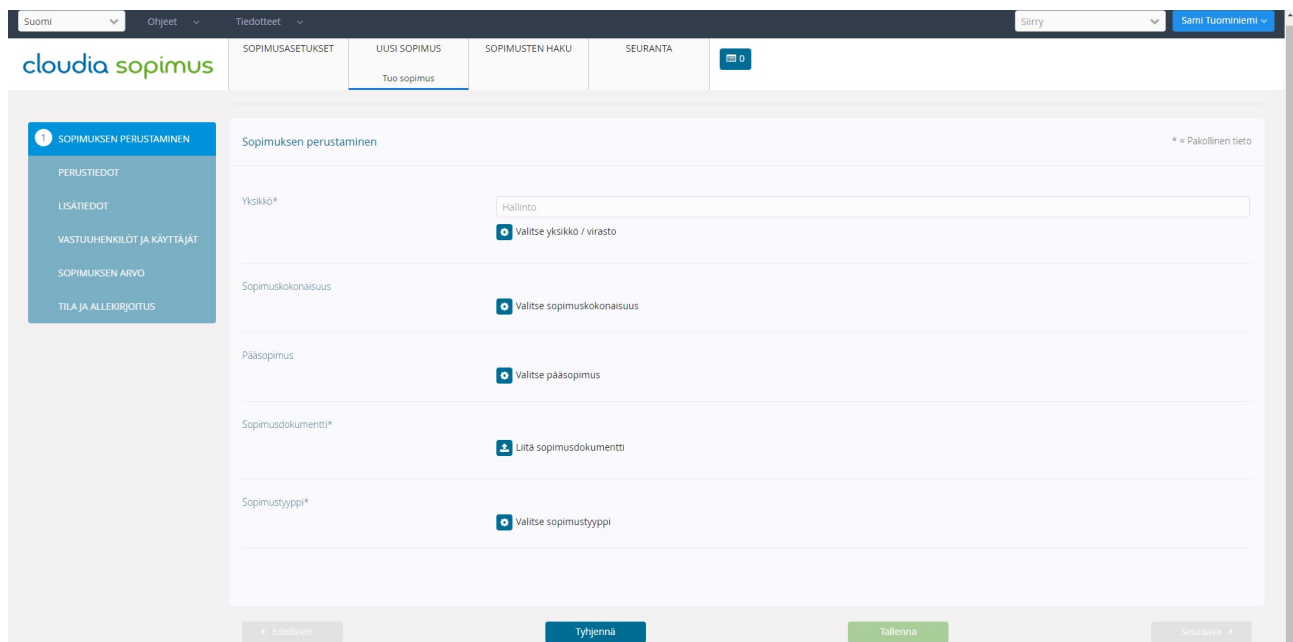 Suomi Ohjeet Tiedotteet Siirry Sami Tuominiemi
cloudia sopimus
SOPIMUSASETUKSET UUSI SOPIMUS SOPIMUSTEN HAKU SEURANTA 0
Tuo sopimus
1 SOPIMUKSEN PERUSTAMINEN
PERUSTIEDOT
LISÄTIEDOT
VASTUUHENKILÖT JA KÄYTTÄJÄT
SOPIMUKSEN ARVO
TILA JA ALLEKIRJOITUS
Sopimuksen perustaminen * = Pakollinen tieto
Yksikkö* Hallinto
Valitse yksikkö / virasto
Sopimuskokonaisuus
Valitse sopimuskokonaisuus
Pääsopimus
Valitse pääsopimus
Sopimusdokumentti*
Liitä sopimusdokumentti
Sopimustyyppi*
Valitse sopimustyyppi
Edellinen Tyhjennä Tallenna Seuraava